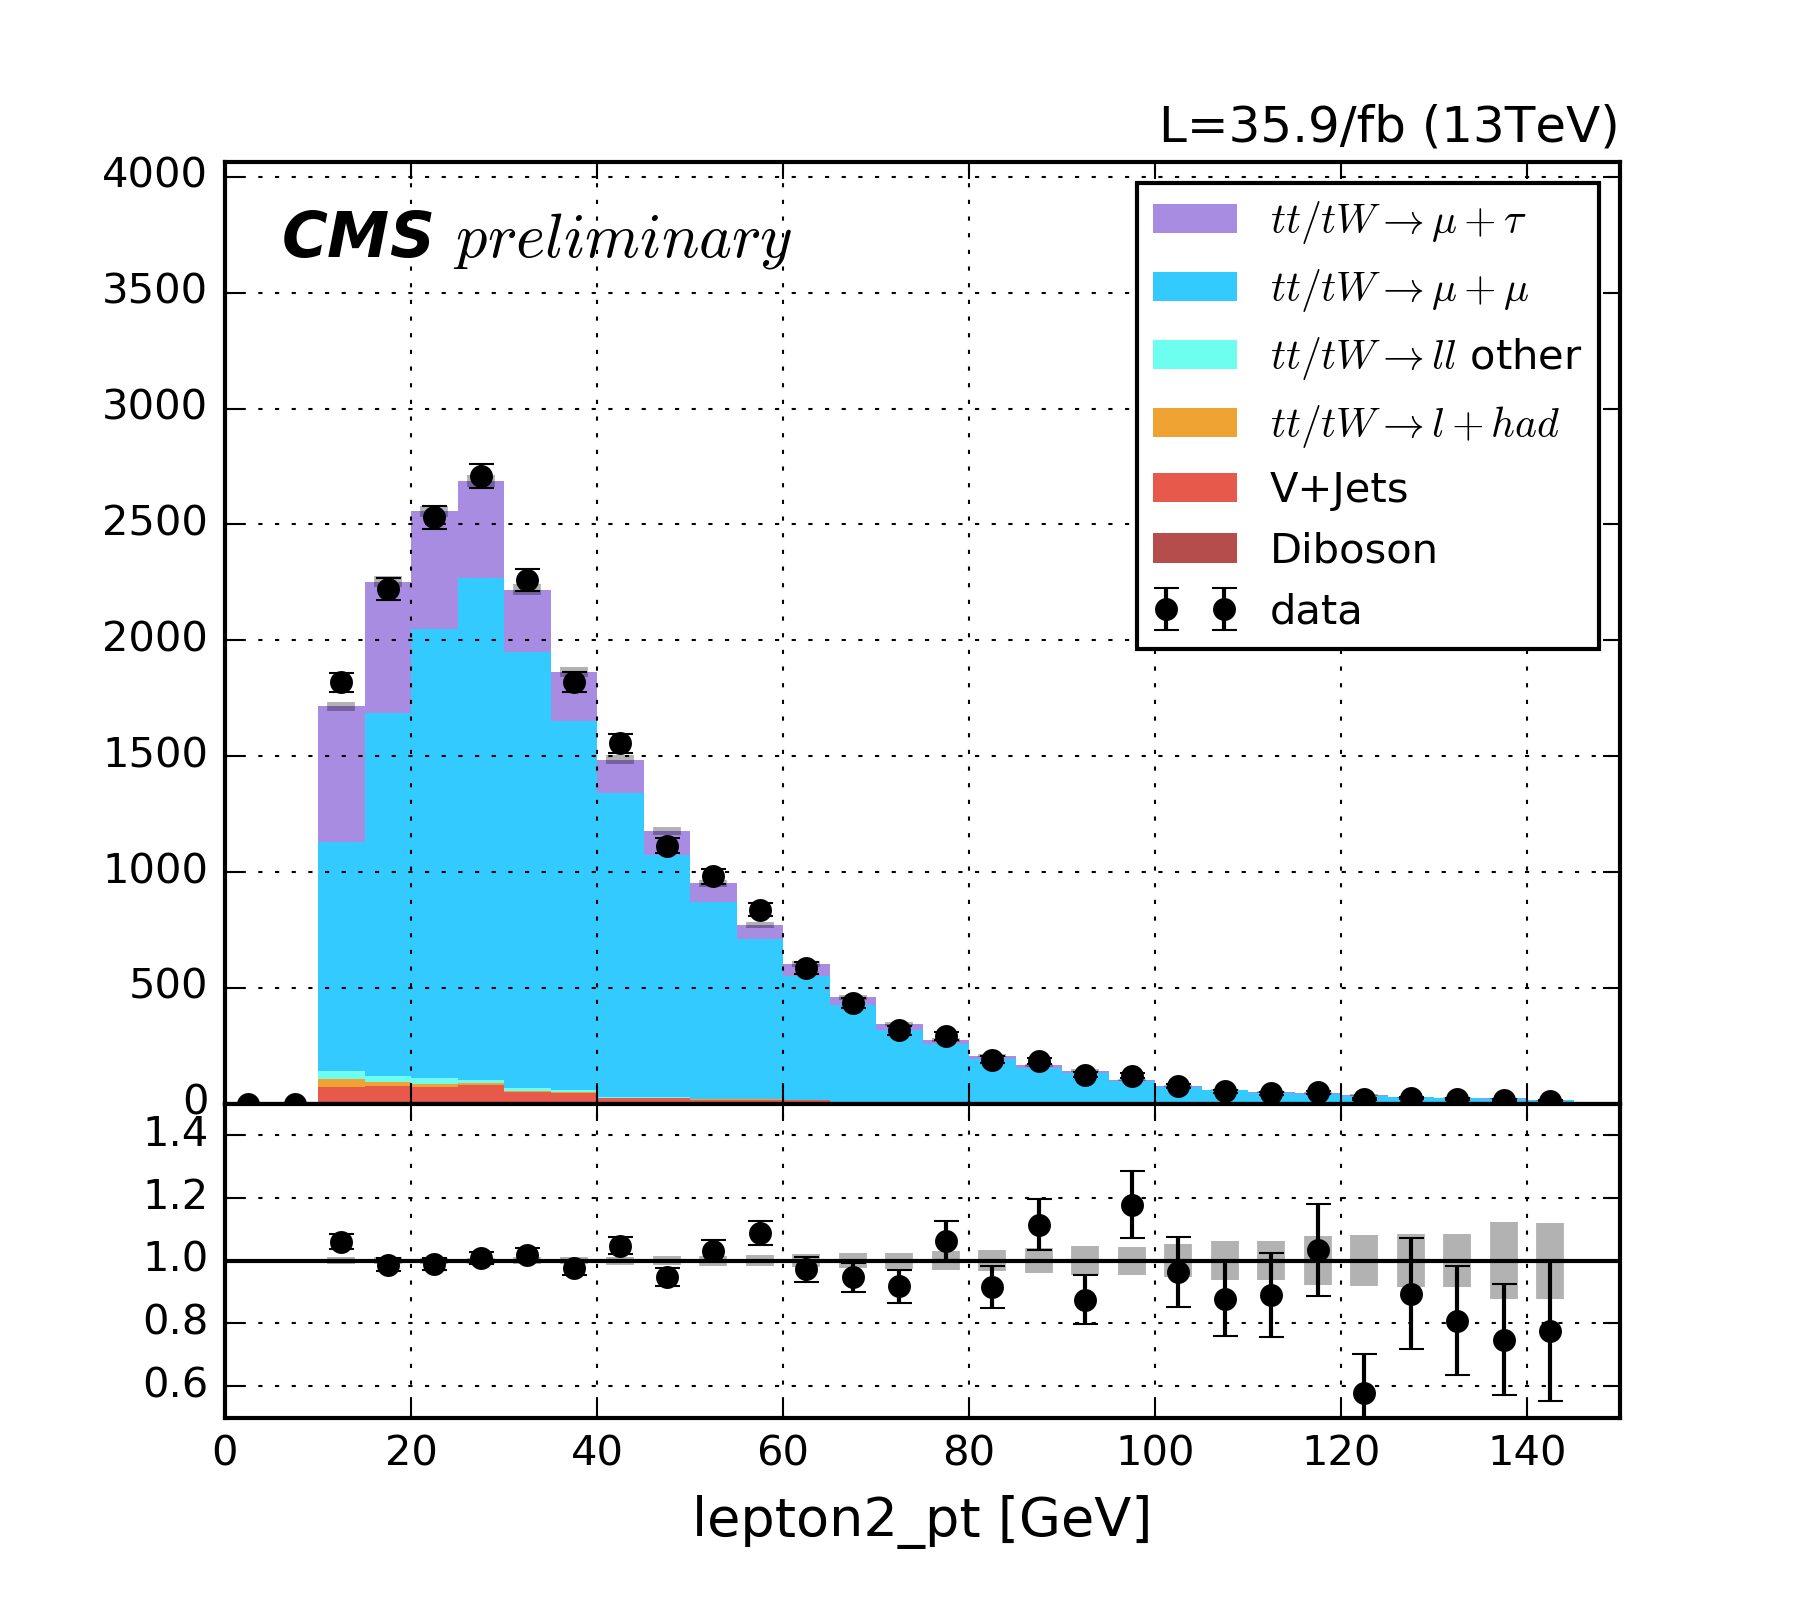 L=35.9/fb (13TeV)
CMS preliminary
4000
3500
3000
2500
2000
1500
1000
500
0
tt/tW → μ + τ
tt/tW → μ + μ
tt/tW → ll other
tt/tW → l + had
V+Jets
Diboson
data
1.4
1.2
1.0
0.8
0.6
0 20 40 60 80 100 120 140
lepton2_pt [GeV]